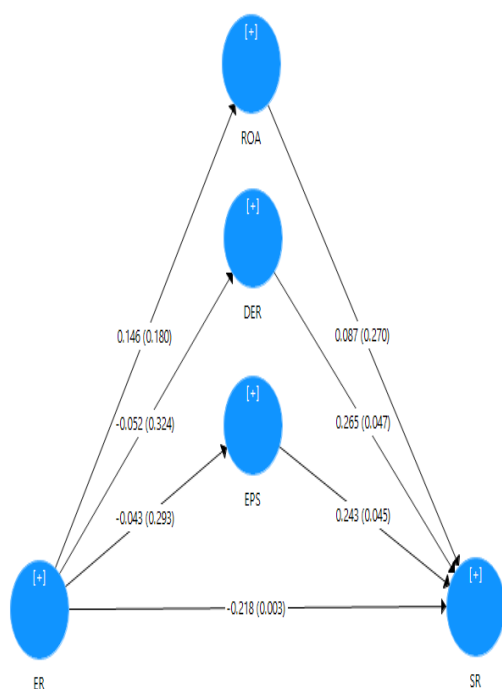 [+]
ROA
[+]
DER
0.146 (0.180)
0.087 (0.270)
[+]
-0.052 (0.324)
0.265 (0.047)
EPS
-0.043 (0.293)
0.243 (0.045)
[+]
-0.218 (0.003)
[+]
ER
SR